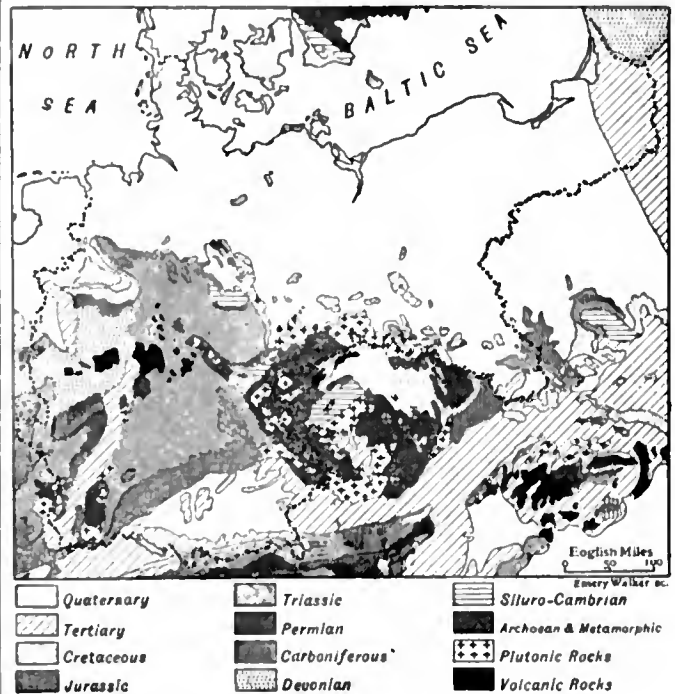 NORTH
SEA
BALTIC SEA
English Miles
0 50 100
Emery Walker sc.
Quaternary
Tertiary
Cretaceous
Jurassic
Triassic
Permian
Carboniferous
Devonian
Siluro-Cambrian
Archoean & Metamorphic
Plutonic Rocks
Volcanic Rocks